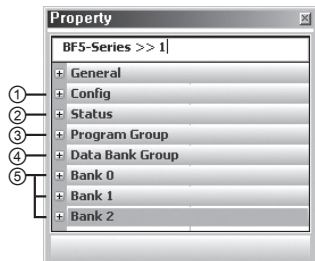 Property
BF5-Series >> 1
General
① Config
② Status
③ Program Group
④ Data Bank Group
⑤ Bank 0
Bank 1
Bank 2